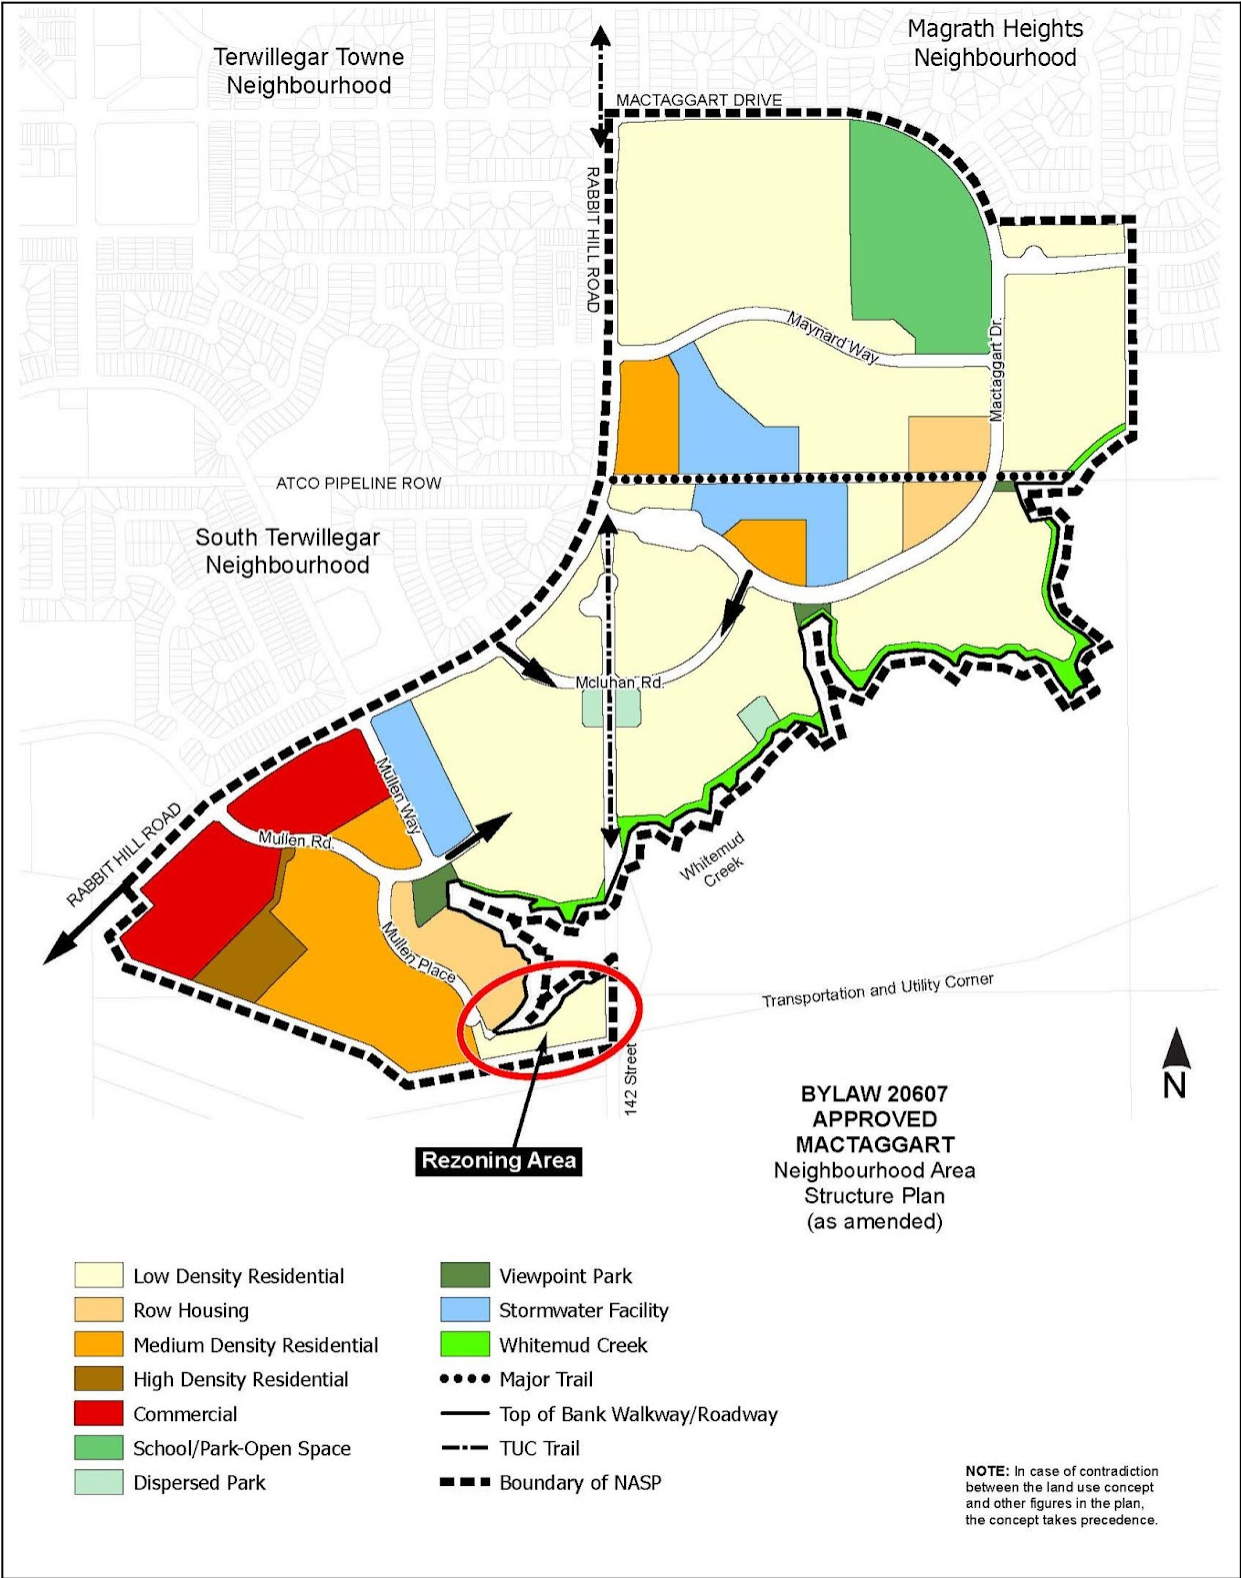 Terwillegar Towne
Neighbourhood
Magrath Heights
Neighbourhood
MACTAGGART DRIVE
RABBIT HILL ROAD
Maynard Way
Mactaggart Dr.
ATCO PIPELINE ROW
South Terwillegar
Neighbourhood
Mcluhan Rd.
Mullen Way
RABBIT HILL ROAD
Mullen Rd.
Whitemud
Creek
Mullen Place
Transportation and Utility Corner
142 Street
Rezoning Area
N
BYLAW 20607
APPROVED
MACTAGGART
Neighbourhood Area
Structure Plan
(as amended)
Low Density Residential
Row Housing
Medium Density Residential
High Density Residential
Commercial
School/Park-Open Space
Dispersed Park
Viewpoint Park
Stormwater Facility
Whitemud Creek
Major Trail
Top of Bank Walkway/Roadway
TUC Trail
Boundary of NASP
NOTE: In case of contradiction
between the land use concept
and other figures in the plan,
the concept takes precedence.